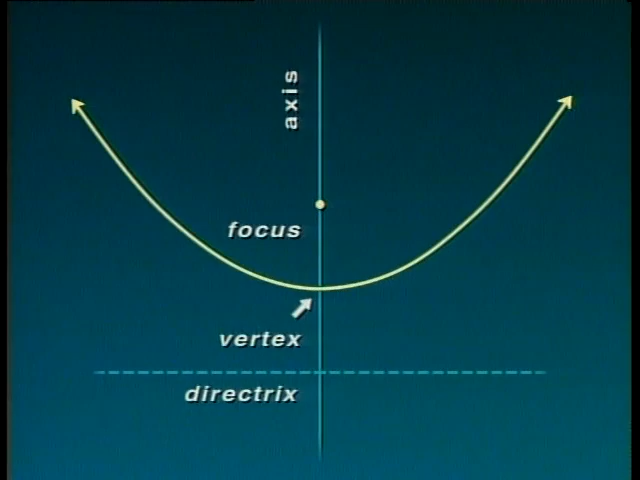 axis
focus
vertex
directrix